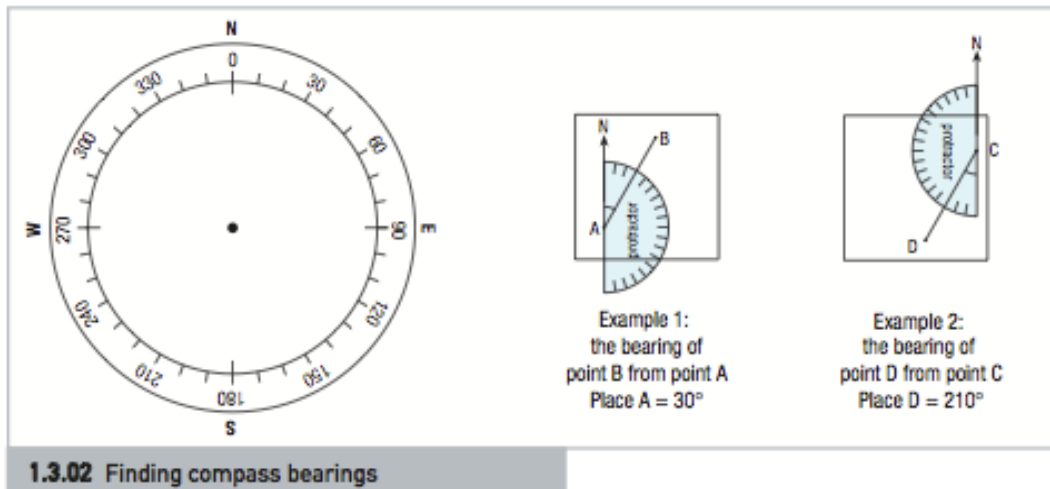 N
0
30
60
90
E
120
150
180
S
210
240
W
270
300
330
N
B
A
protractor
Example 1:
the bearing of
point B from point A
Place A = 30°
N
C
protractor
D
Example 2:
the bearing of
point D from point C
Place D = 210°
1.3.02 Finding compass bearings